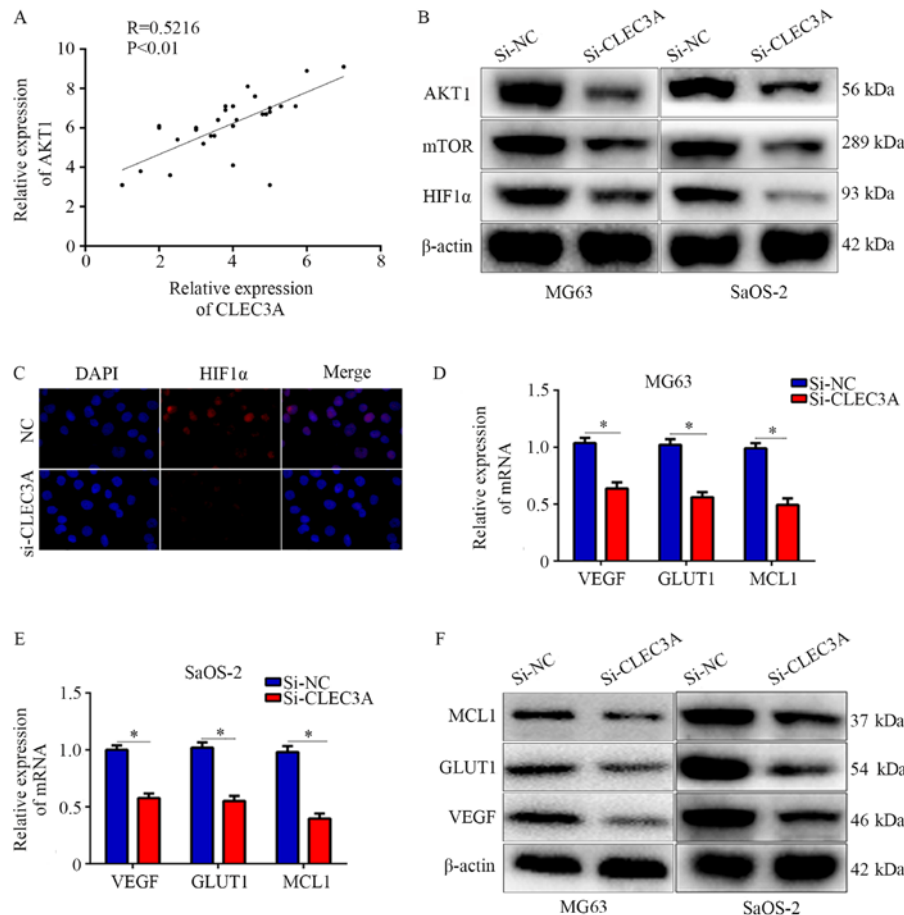 A
R=0.5216
P<0.01
Relative expression
of AKT1
10
8
6
4
2
0
0
2
4
6
8
Relative expression
of CLEC3A
B
Si-NC
Si-CLEC3A
Si-NC
Si-CLEC3A
AKT1
56 kDa
mTOR
289 kDa
HIF1α
93 kDa
β-actin
42 kDa
MG63
SaOS-2
C
DAPI
HIF1α
Merge
NC
si-CLEC3A
D
MG63
Si-NC
Si-CLEC3A
Relative expression
of mRNA
1.5
1.0
0.5
0
*
*
*
VEGF
GLUT1
MCL1
E
SaOS-2
Si-NC
Si-CLEC3A
Relative expression
of mRNA
1.5
1.0
0.5
0
*
*
*
VEGF
GLUT1
MCL1
F
Si-NC
Si-CLEC3A
Si-NC
Si-CLEC3A
MCL1
37 kDa
GLUT1
54 kDa
VEGF
46 kDa
β-actin
42 kDa
MG63
SaOS-2